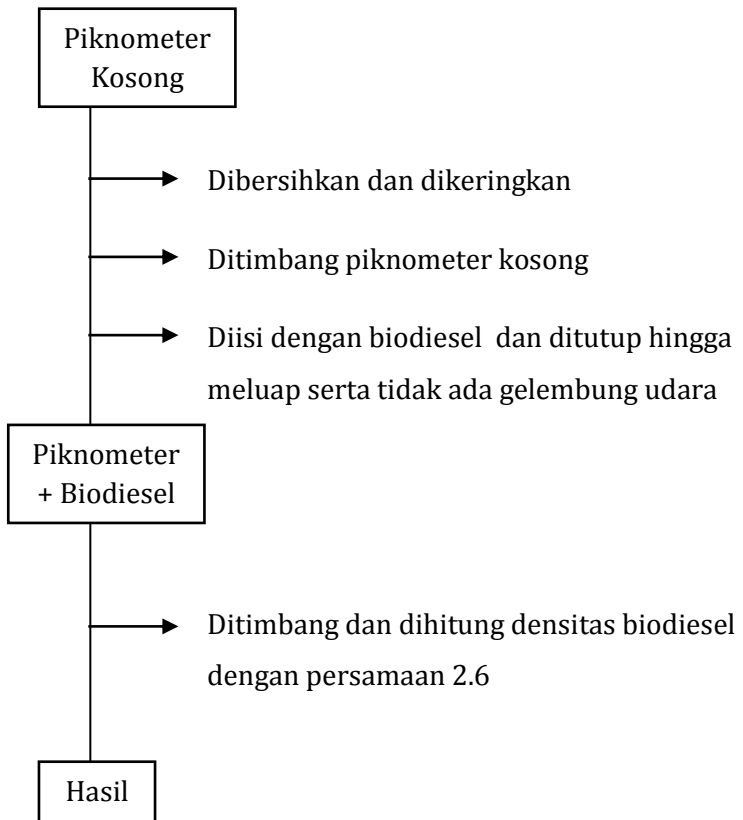 Piknometer
Kosong
Dibersihkan dan dikeringkan
Ditimbang piknometer kosong
Diisi dengan biodiesel dan ditutup hingga
meluap serta tidak ada gelembung udara
Piknometer
+ Biodiesel
Ditimbang dan dihitung densitas biodiesel
dengan persamaan 2.6
Hasil